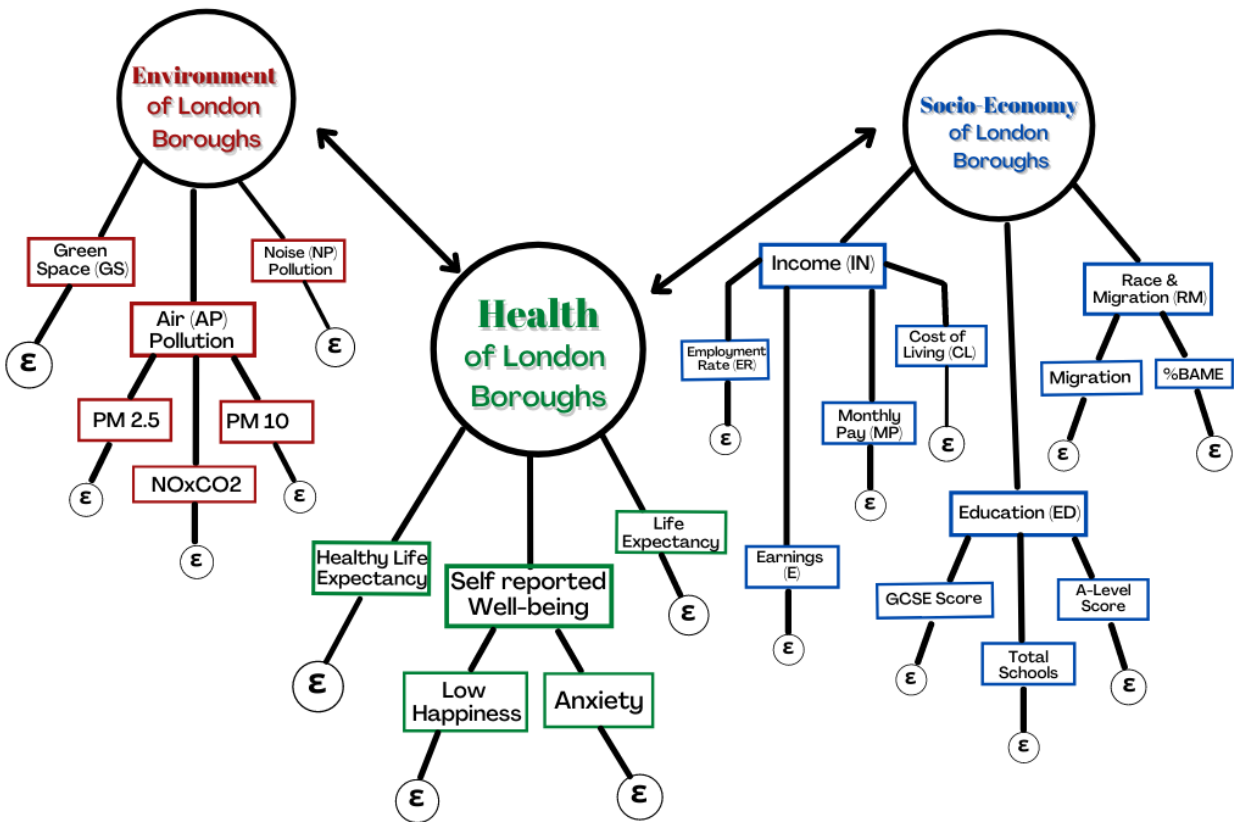 Environment
of London
Boroughs
Green
Space (GS)
ε
Air (AP)
Pollution
PM 2.5
ε
NOxCO2
ε
PM 10
ε
Noise (NP)
Pollution
ε
Health
of London
Boroughs
Healthy Life
Expectancy
ε
Self reported
Well-being
Low
Happiness
ε
Anxiety
ε
Life
Expectancy
ε
Socio-Economy
of London
Boroughs
Income (IN)
Employment
Rate (ER)
ε
Earnings
(E)
ε
Monthly
Pay (MP)
ε
Cost of
Living (CL)
ε
Education (ED)
GCSE Score
ε
Total
Schools
ε
A-Level
Score
ε
Race &
Migration (RM)
Migration
ε
%BAME
ε